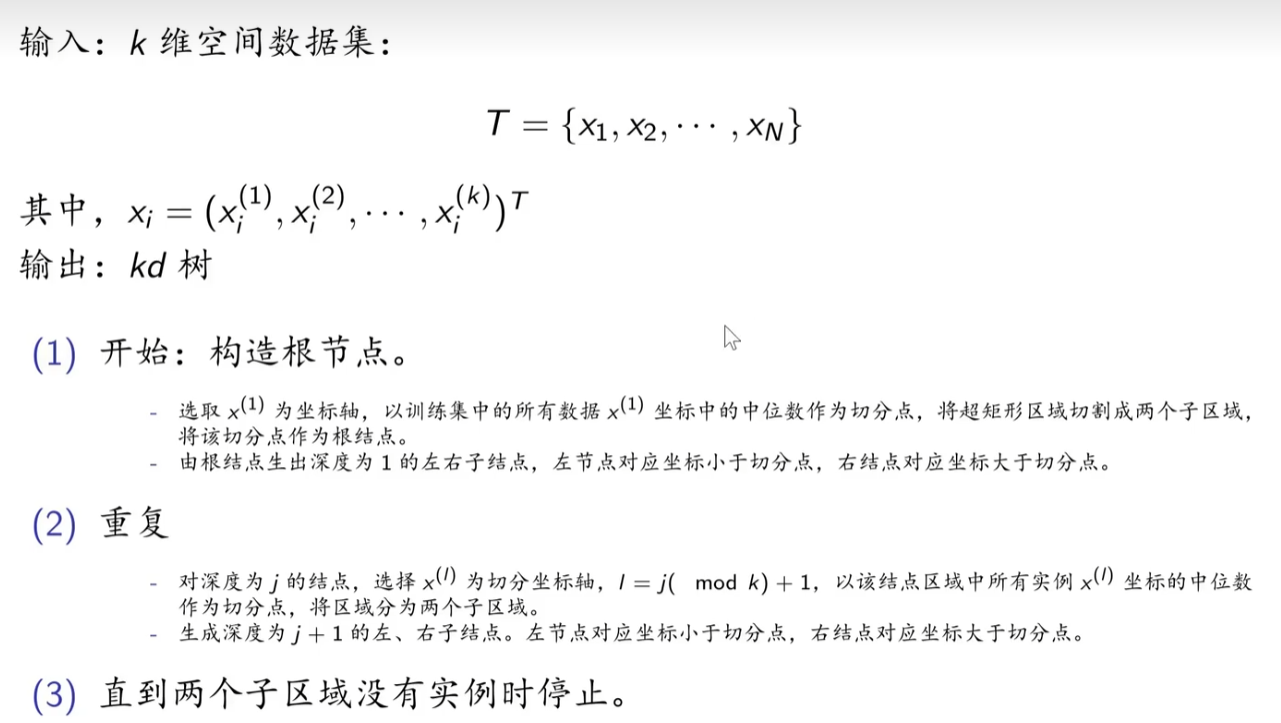 输入：k 维空间数据集：
T = {x₁, x₂, ⋯ , x_N}
其中，xᵢ = (xᵢ⁽¹⁾, xᵢ⁽²⁾, ⋯ , xᵢ⁽ᵏ⁾)ᵀ
输出：kd 树
(1) 开始：构造根节点。
- 选取 x⁽¹⁾ 为坐标轴，以训练集中的所有数据 x⁽¹⁾ 坐标中的中位数作为切分点，将超矩形区域切割成两个子区域，
将该切分点作为根结点。
- 由根结点生出深度为 1 的左右子结点，左节点对应坐标小于切分点，右结点对应坐标大于切分点。
(2) 重复
- 对深度为 j 的结点，选择 x⁽ˡ⁾ 为切分坐标轴，l = j( mod k) + 1，以该结点区域中所有实例 x⁽ˡ⁾ 坐标的中位数
作为切分点，将区域分为两个子区域。
- 生成深度为 j + 1 的左、右子结点。左节点对应坐标小于切分点，右结点对应坐标大于切分点。
(3) 直到两个子区域没有实例时停止。